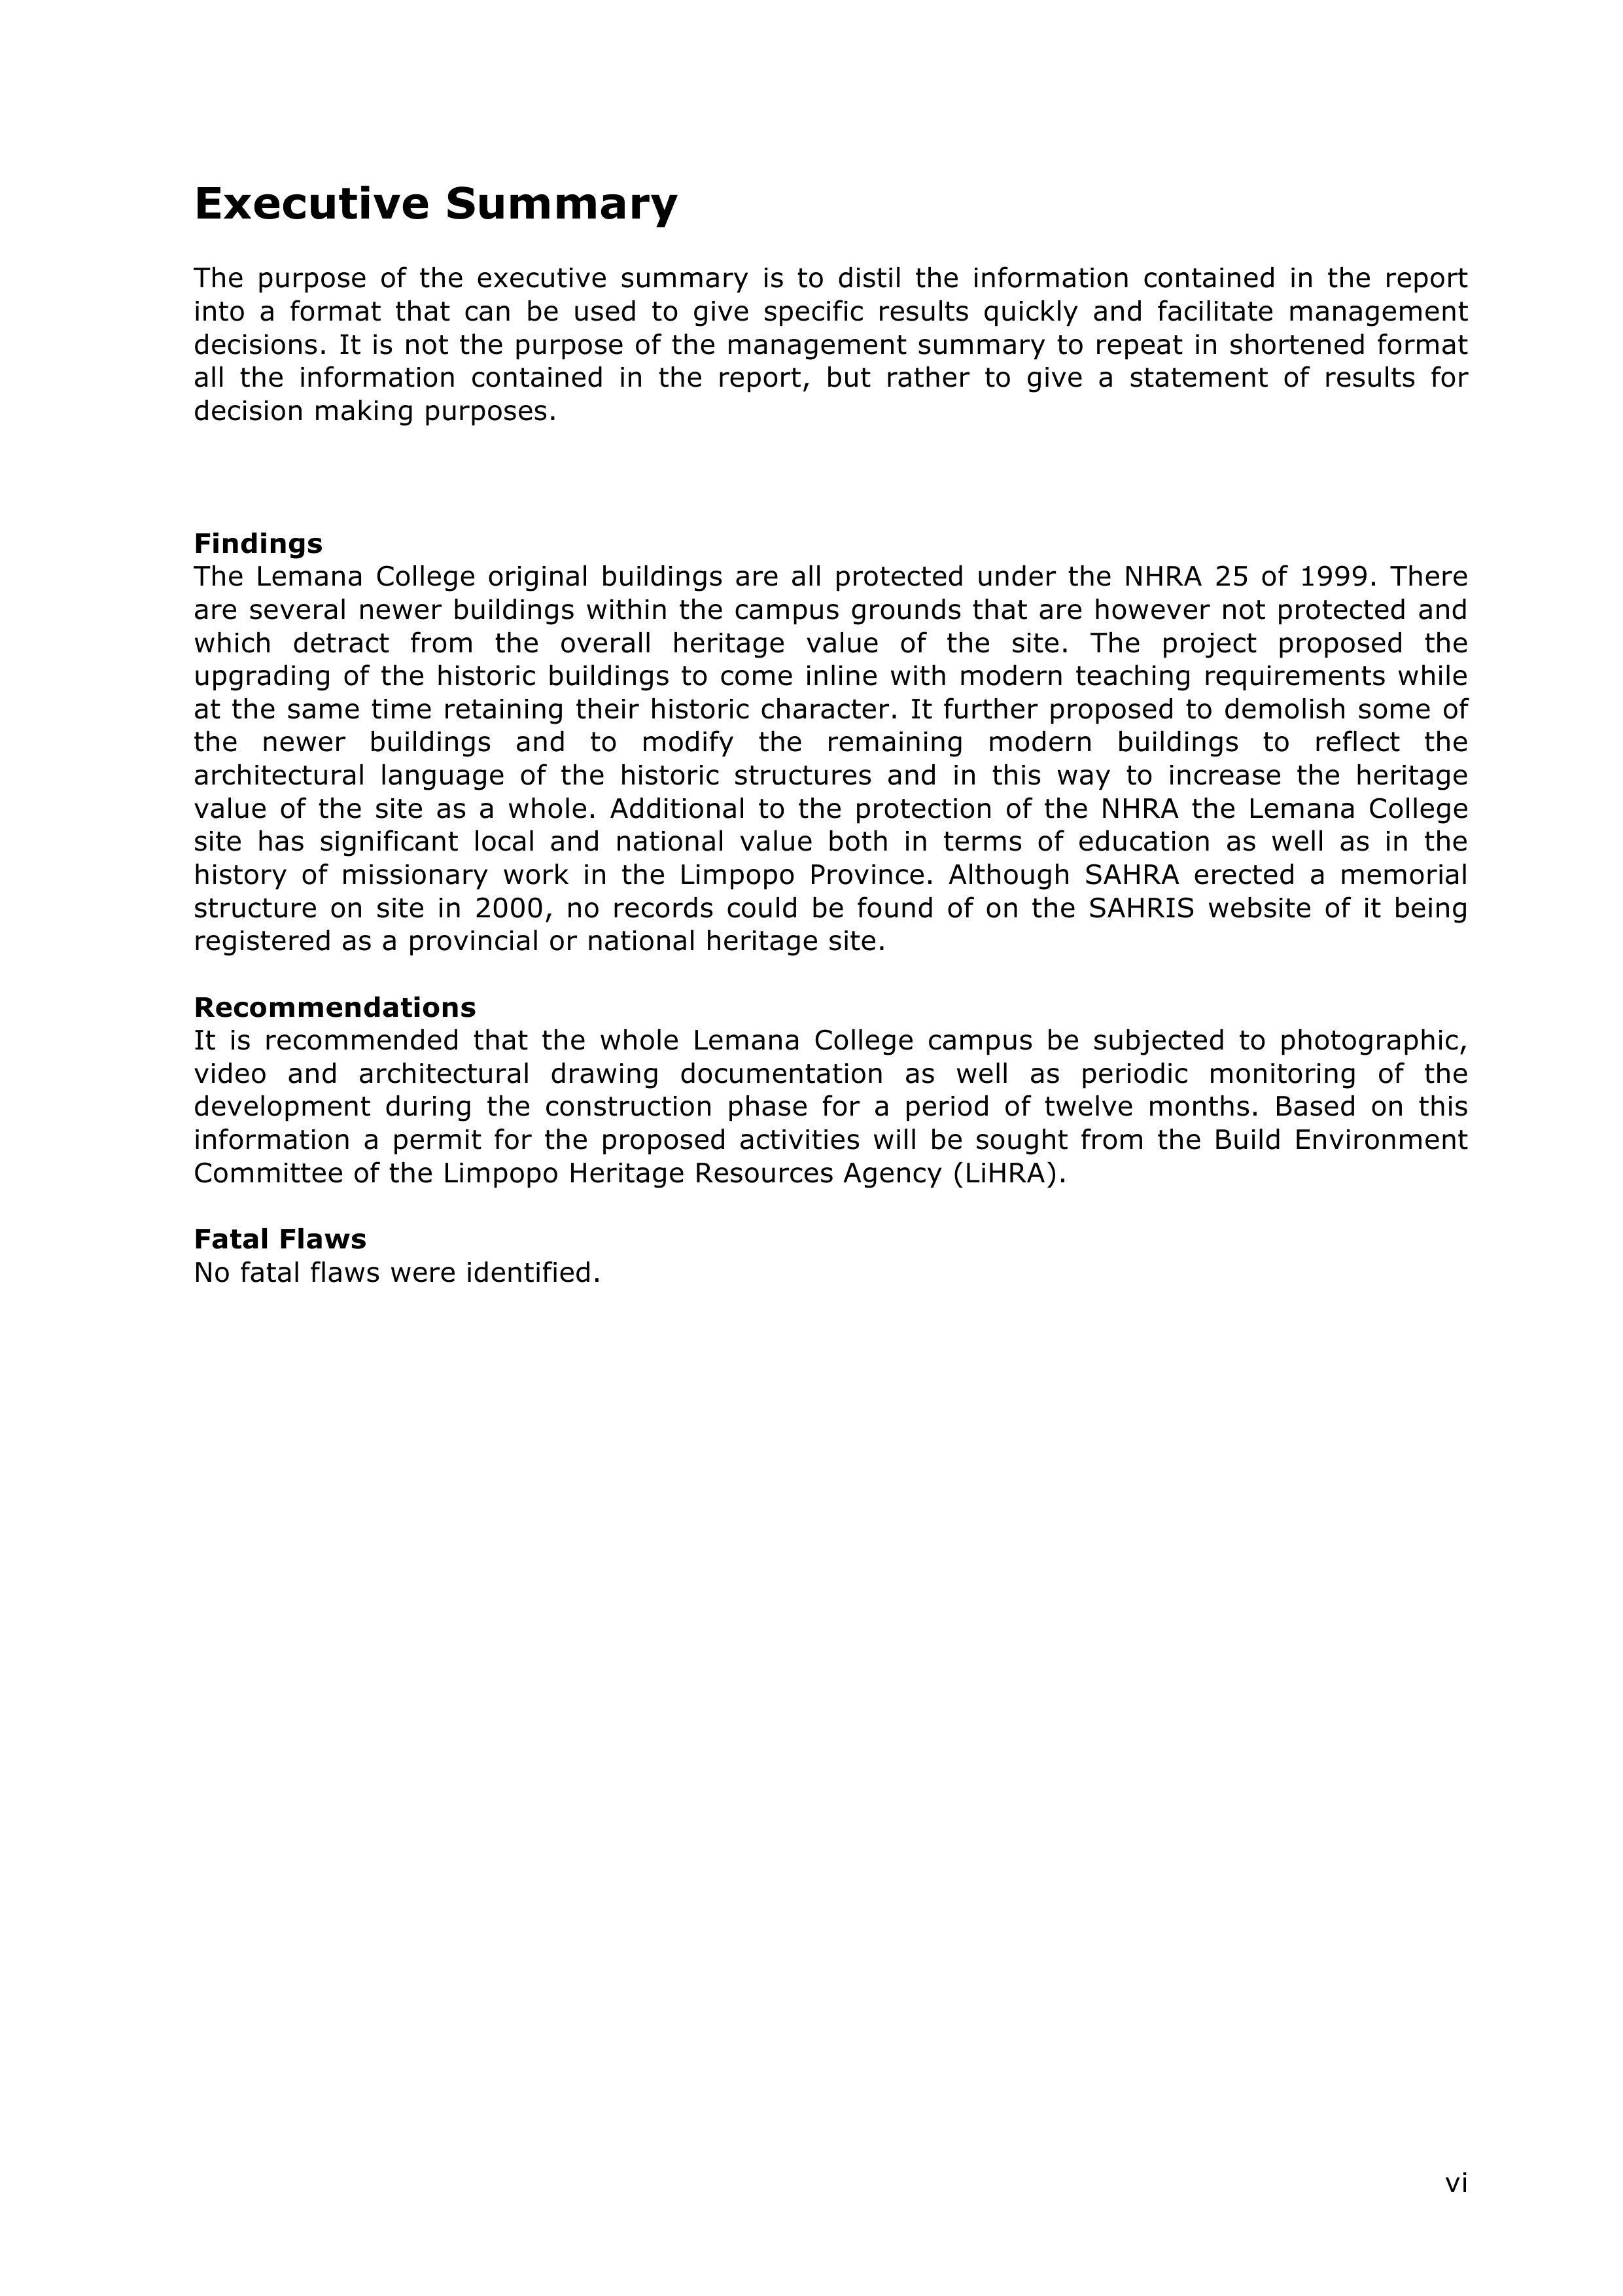 Executive Summary
The purpose of the executive summary is to distil the information contained in the report
into a format that can be used to give specific results quickly and facilitate management
decisions. It is not the purpose of the management summary to repeat in shortened format
all the information contained in the report, but rather to give a statement of results for
decision making purposes.
Findings
The Lemana College original buildings are all protected under the NHRA 25 of 1999. There
are several newer buildings within the campus grounds that are however not protected and
which detract from the overall heritage value of the site. The project proposed the
upgrading of the historic buildings to come inline with modern teaching requirements while
at the same time retaining their historic character. It further proposed to demolish some of
the newer buildings and to modify the remaining modern buildings to reflect the
architectural language of the historic structures and in this way to increase the heritage
value of the site as a whole. Additional to the protection of the NHRA the Lemana College
site has significant local and national value both in terms of education as well as in the
history of missionary work in the Limpopo Province. Although SAHRA erected a memorial
structure on site in 2000, no records could be found of on the SAHRIS website of it being
registered as a provincial or national heritage site.
Recommendations
It is recommended that the whole Lemana College campus be subjected to photographic,
video and architectural drawing documentation as well as periodic monitoring of the
development during the construction phase for a period of twelve months. Based on this
information a permit for the proposed activities will be sought from the Build Environment
Committee of the Limpopo Heritage Resources Agency (LiHRA).
Fatal Flaws
No fatal flaws were identified.
vi